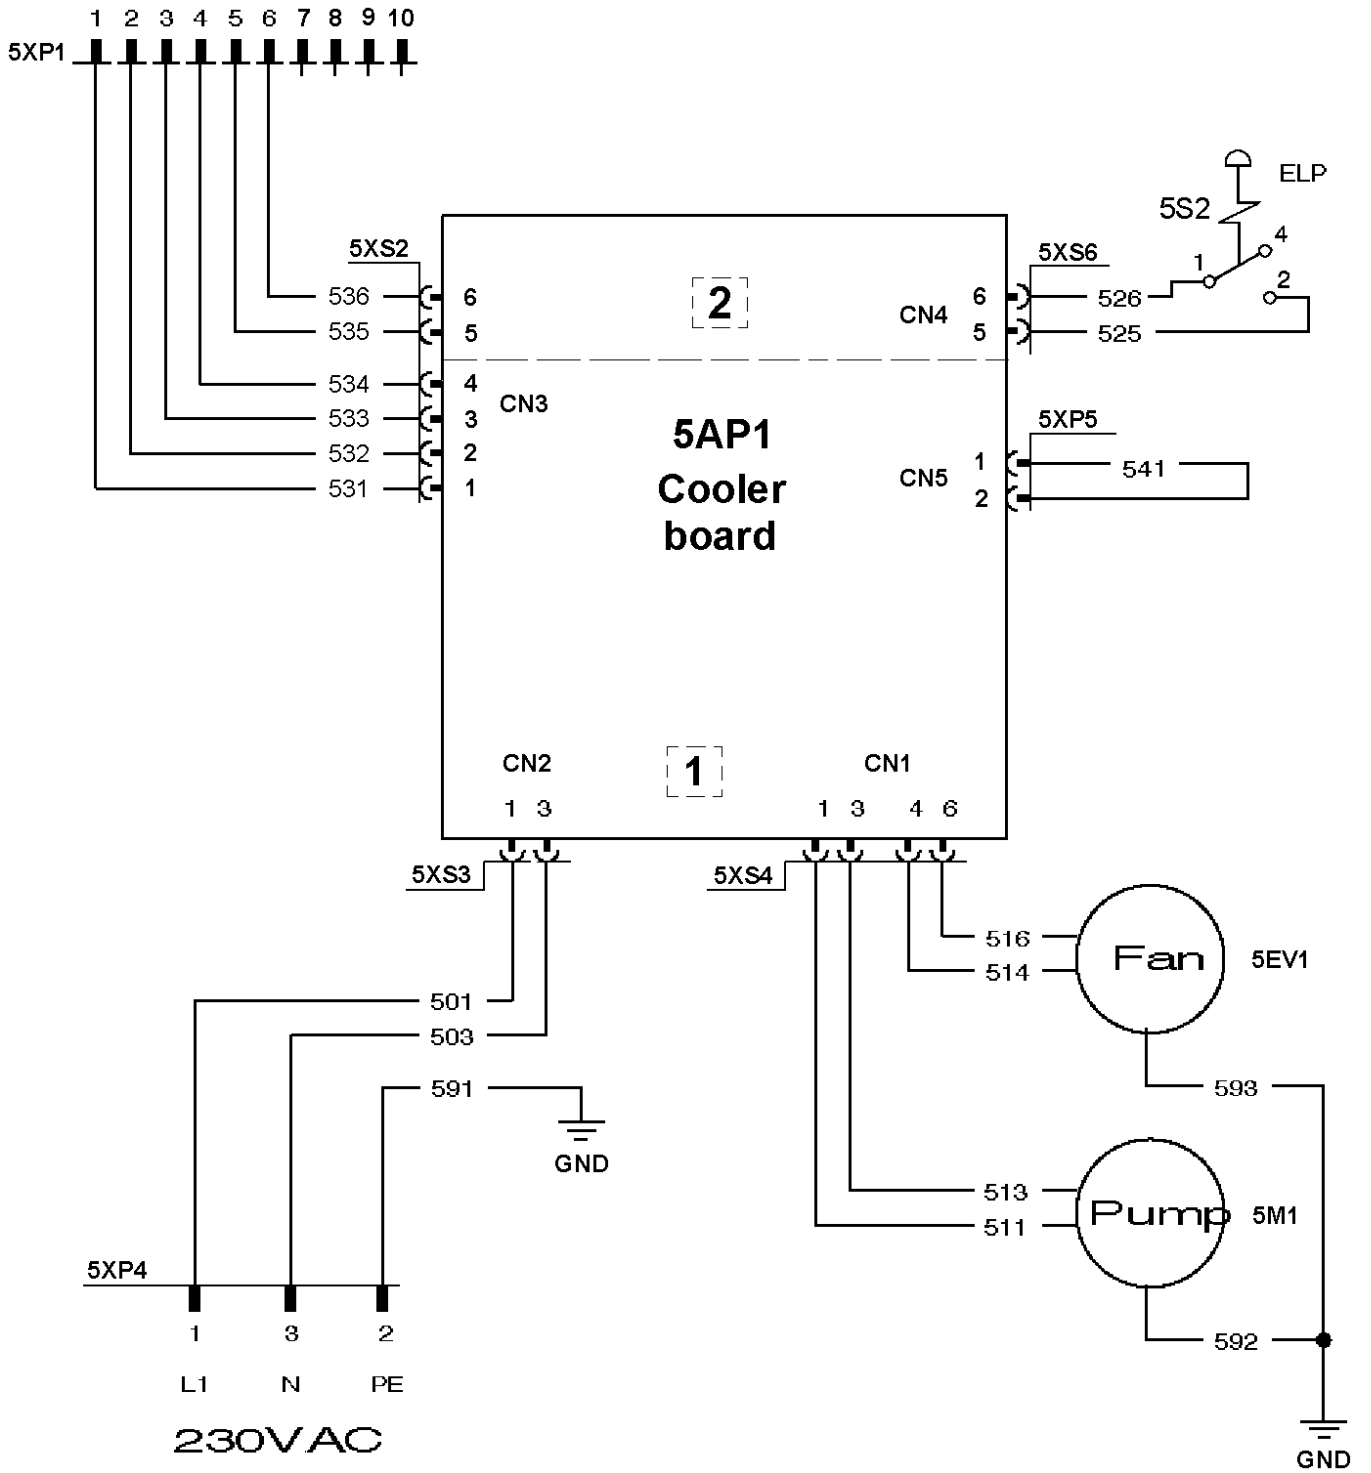 1 2 3 4 5 6 7 8 9 10
5XP1
ELP
5S2
4
1
2
5XS2
5XS6
536 6
2
CN4
6 526
535 5
5 525
534 4
CN3
533 3
532 2
531 1
5AP1
Cooler
board
5XP5
CN5
1
541
2
CN2
1
CN1
1 3
1 3 4 6
5XS3
5XS4
516
514
Fan
5EV1
501
503
591
GND
593
513
511
Pump
5M1
592
GND
5XP4
1 3 2
L1 N PE
230VAC